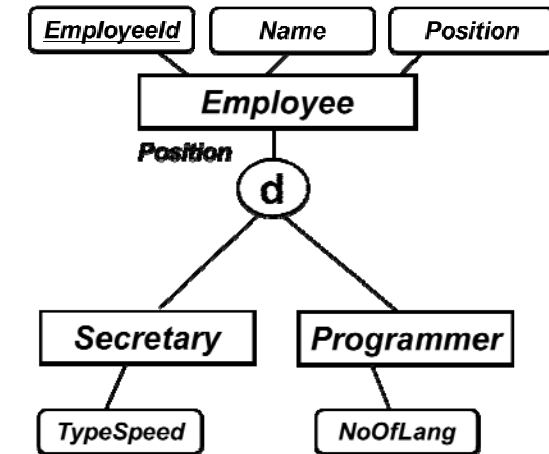 EmployeeId Name Position
Employee
Position
d
Secretary Programmer
TypeSpeed NoOfLang